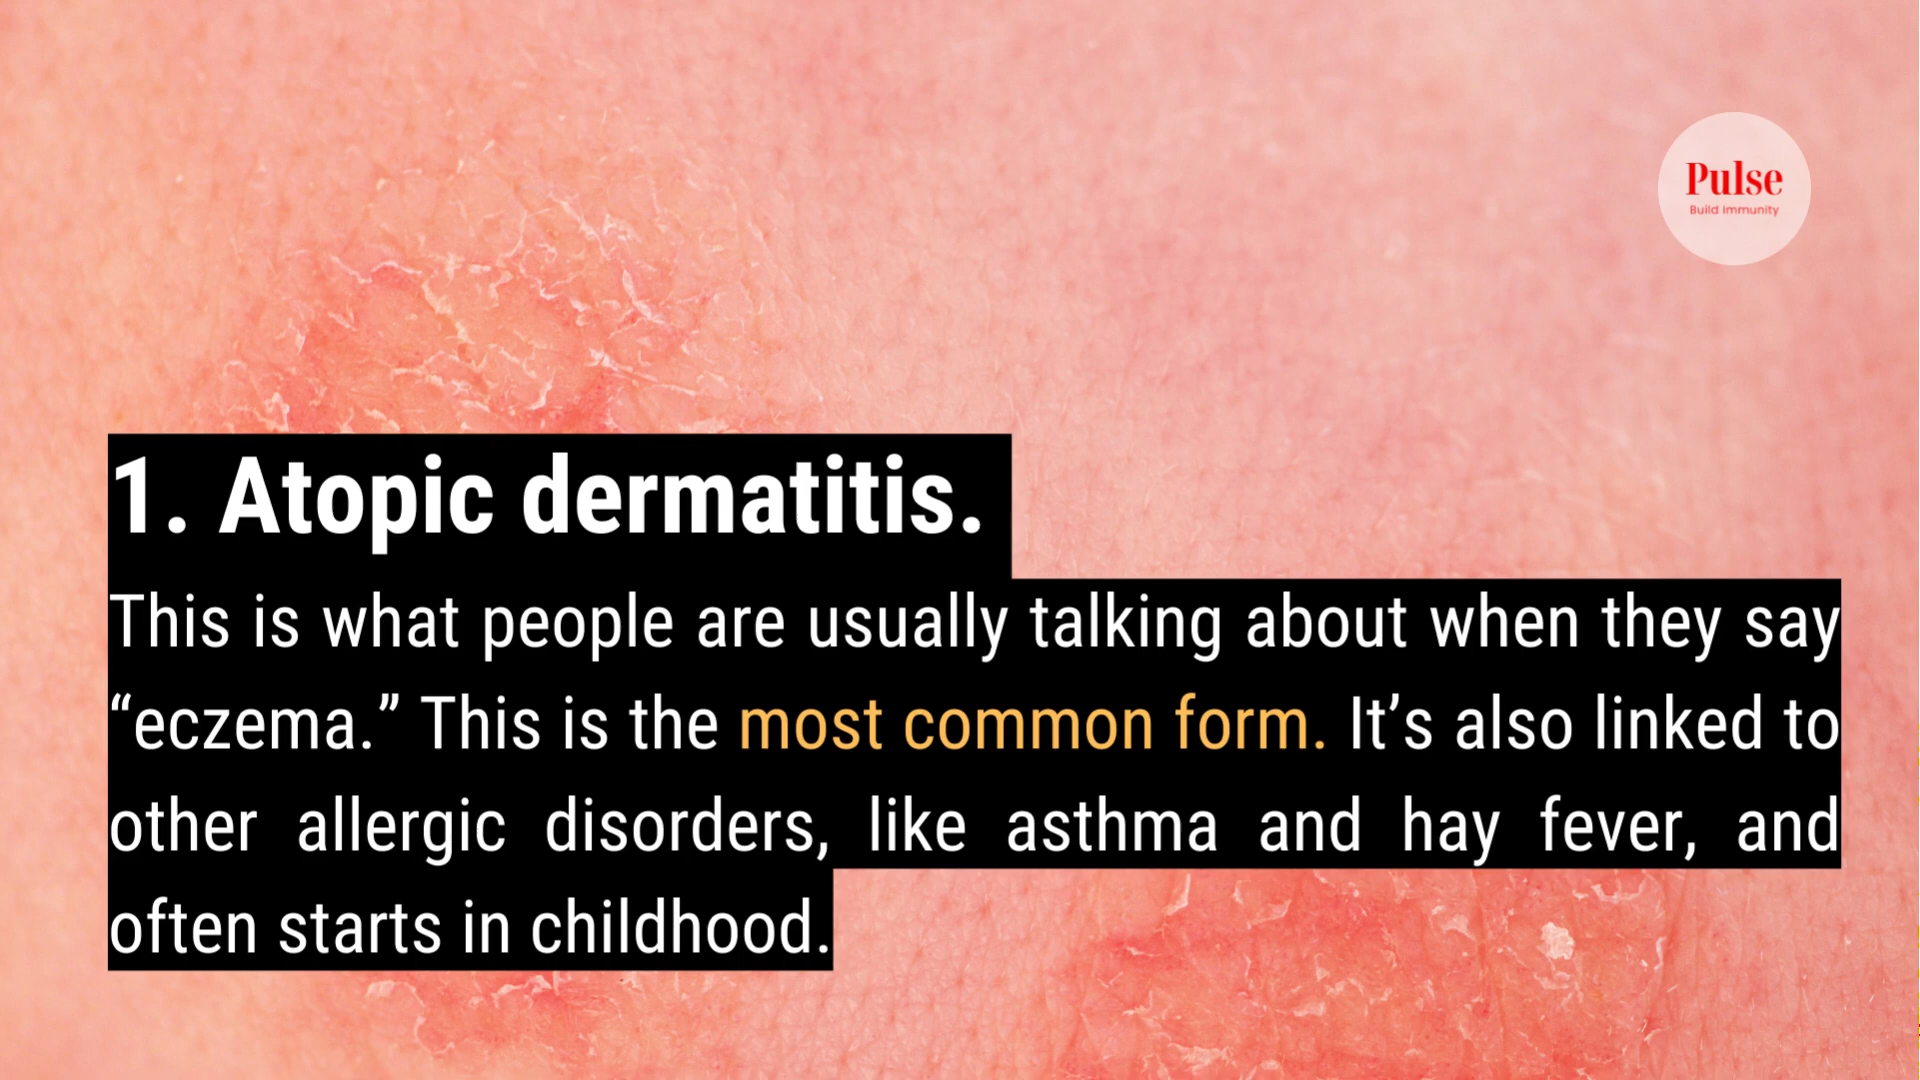 Pulse
Build Immunity
1. Atopic dermatitis.
This is what people are usually talking about when they say
“eczema.” This is the most common form. It’s also linked to
other allergic disorders, like asthma and hay fever, and
often starts in childhood.